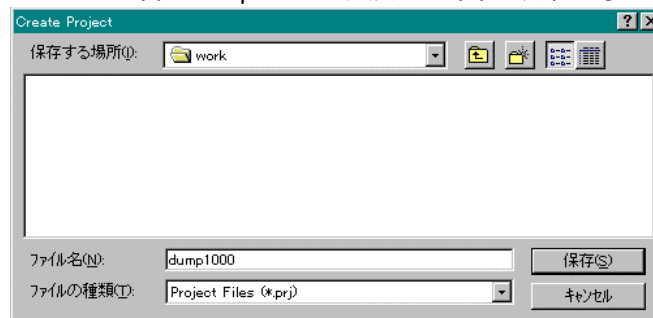 Create Project
保存する場所(I):
work
ファイル名(N):
dump1000
保存(S)
ファイルの種類(T):
Project Files (*.prj)
キャンセル